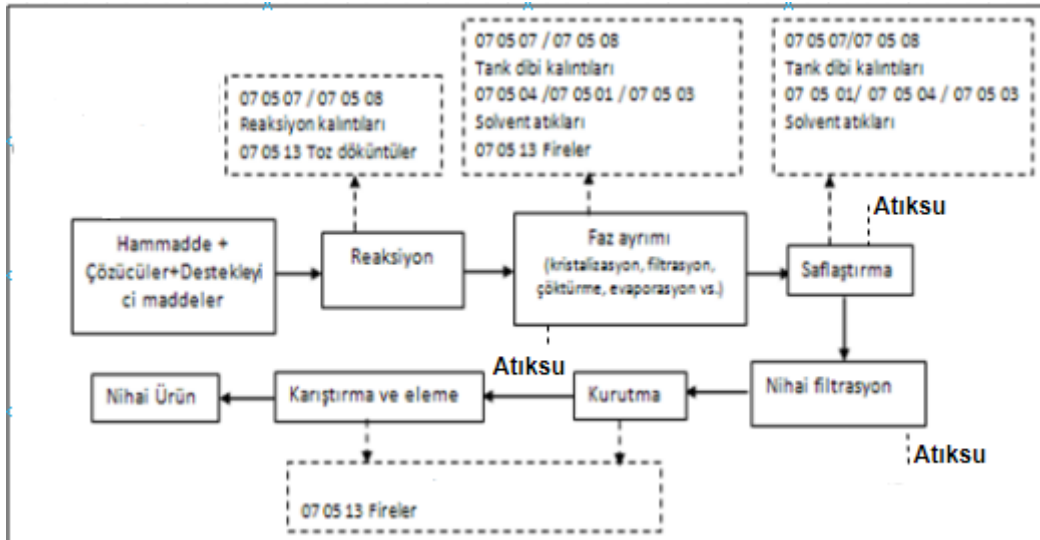 07 05 07 / 07 05 08
Reaksiyon kalıntıları
07 05 13 Toz döküntüler
07 05 07 / 07 05 08
Tank dibi kalıntları
07 05 04 /07 05 01 / 07 05 03
Solvent atıkları
07 05 13 Fireler
07 05 07/07 05 08
Tank dibi kalıntları
07 05 01/ 07 05 04 / 07 05 03
Solvent atıkları
Atıksu
Hammadde +
Çözücüler+Destekleyi
ci maddeler
Reaksiyon
Faz ayrımı
(kristalizasyon, filtrasyon,
çöktürme, evaporasyon vs.)
Saflaştırma
Atıksu
Nihai Ürün
Karıştırma ve eleme
Kurutma
Nihai filtrasyon
Atıksu
07 05 13 Fireler